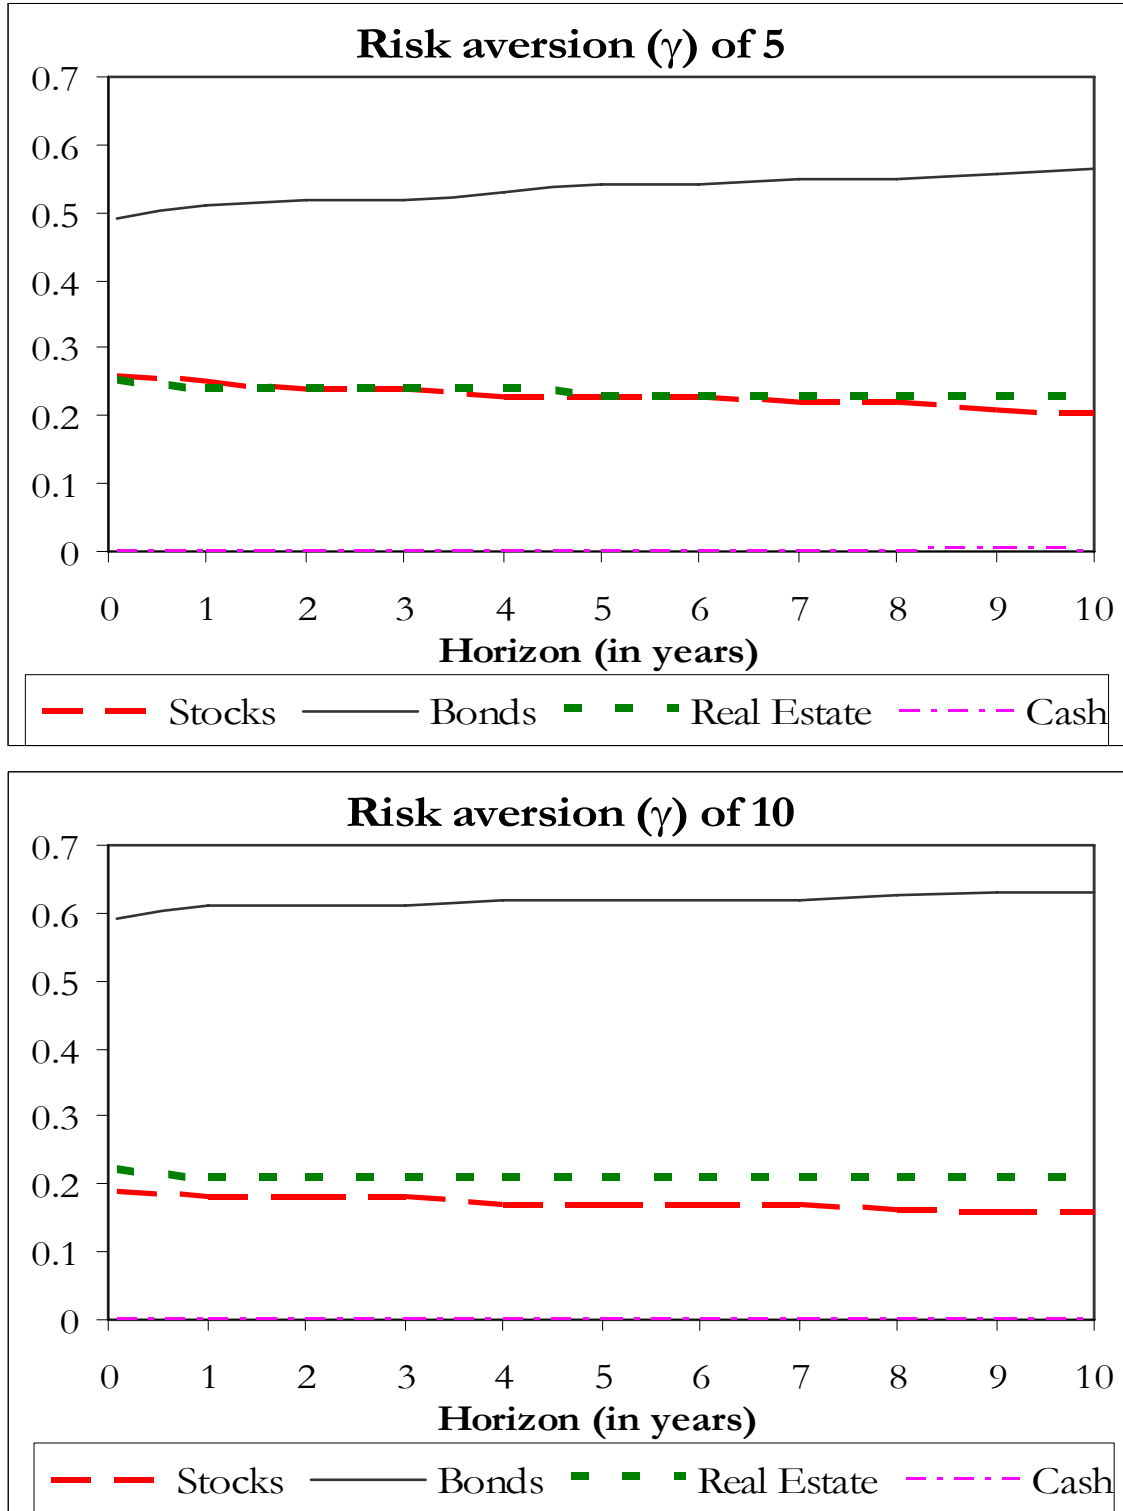 Risk aversion (γ) of 5
0.7
0.6
0.5
0.4
0.3
0.2
0.1
0
0 1 2 3 4 5 6 7 8 9 10
Horizon (in years)
Stocks Bonds Real Estate Cash
Risk aversion (γ) of 10
0.7
0.6
0.5
0.4
0.3
0.2
0.1
0
0 1 2 3 4 5 6 7 8 9 10
Horizon (in years)
Stocks Bonds Real Estate Cash